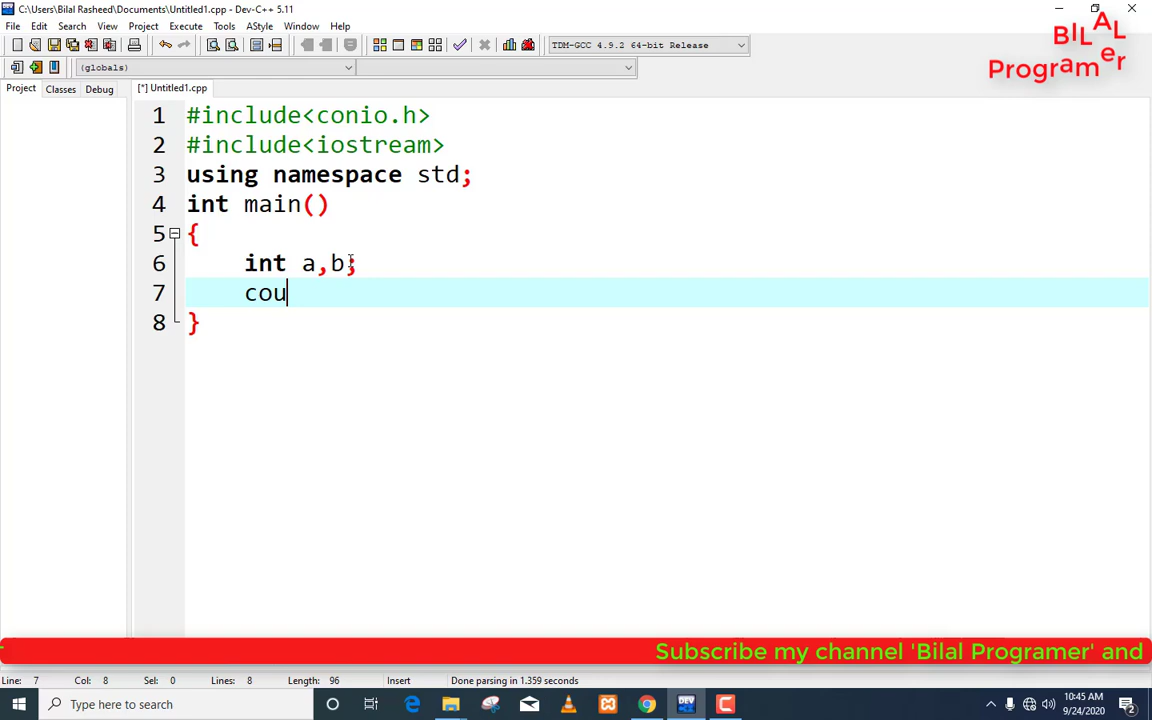 C:\Users\Bilal Rasheed\Documents\Untitled1.cpp - Dev-C++ 5.11
File Edit Search View Project Execute Tools AStyle Window Help
BILAL
Programer
TDM-GCC 4.9.2 64-bit Release
(globals)
Project Classes Debug
[*] Untitled1.cpp
1 #include<conio.h>
2 #include<iostream>
3 using namespace std;
4 int main()
5 {
6 int a,b;
7 cou
8 }
Subscribe my channel 'Bilal Programer' and
Line: 7 Col: 8 Sel: 0 Lines: 8 Length: 96 Insert Done parsing in 1.359 seconds
Type here to search
10:45 AM
9/24/2020
2